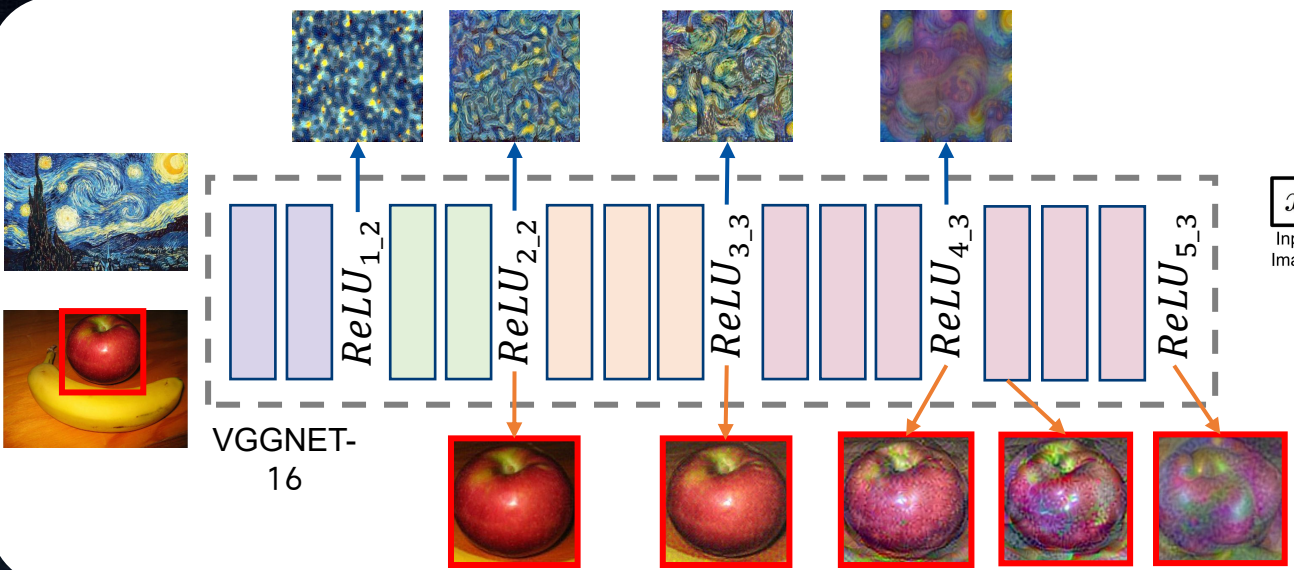 ReLU1_2
ReLU2_2
ReLU3_3
ReLU4_3
ReLU5_3
VGGNET-
16